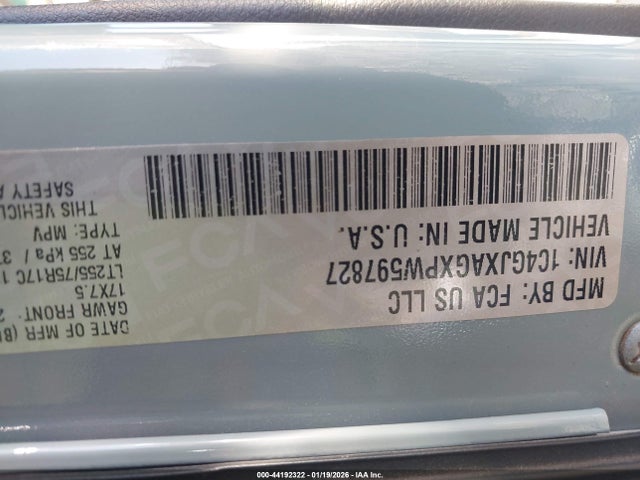 MFD BY: FCA US LLC
VIN: 1C4GJXAGXPW597827
VEHICLE MADE IN: U.S.A.
DATE OF MFR
GAWR FRONT:
17X7.5
LT255/75R17C
AT 255 kPa /
TYPE: MPV
THIS VEHICL
SAFETY A
FCA
000-44192322 - 01/19/2026 - IAA Inc.